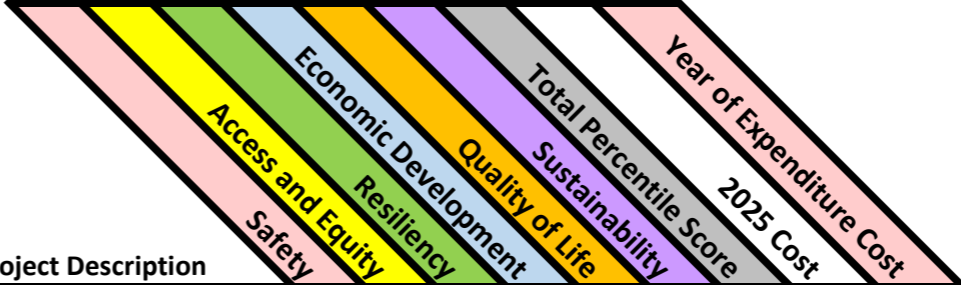 Safety
Access and Equity
Resiliency
Economic Development
Quality of Life
Sustainability
Total Percentile Score
2025 Cost
Year of Expenditure Cost
oject Description